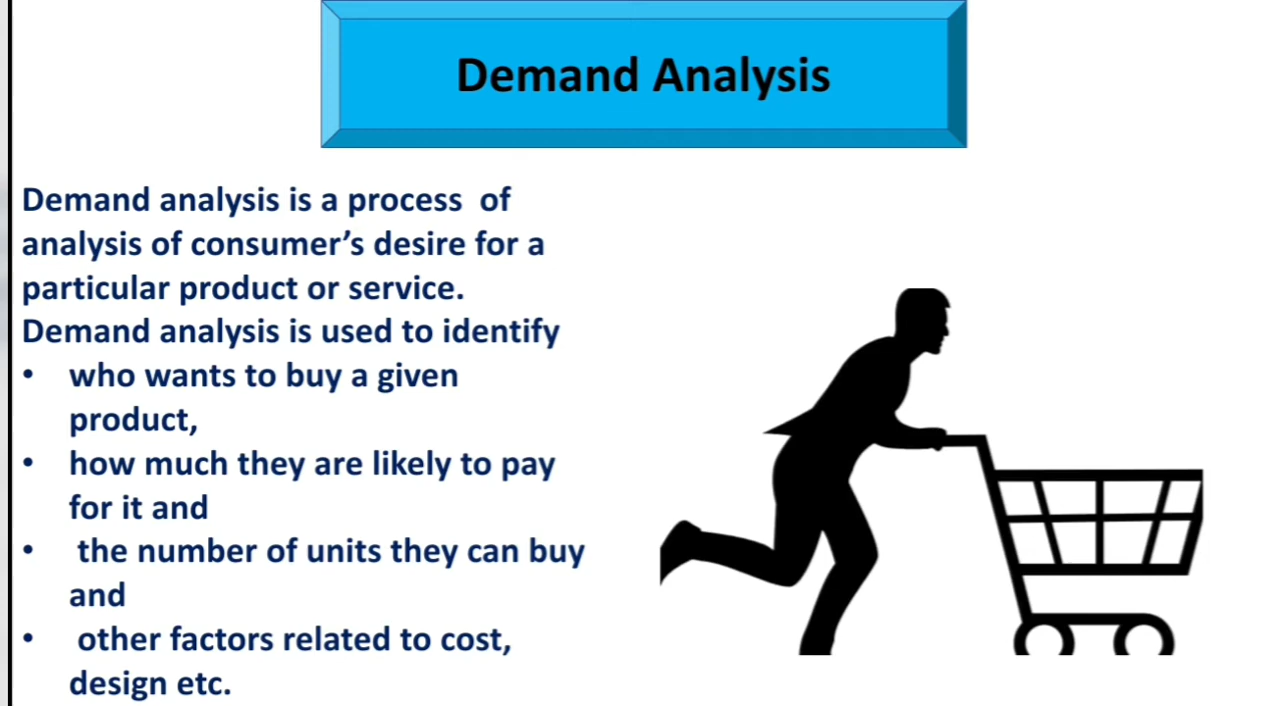 Demand Analysis
Demand analysis is a process of
analysis of consumer’s desire for a
particular product or service.
Demand analysis is used to identify
• who wants to buy a given
product,
• how much they are likely to pay
for it and
• the number of units they can buy
and
• other factors related to cost,
design etc.